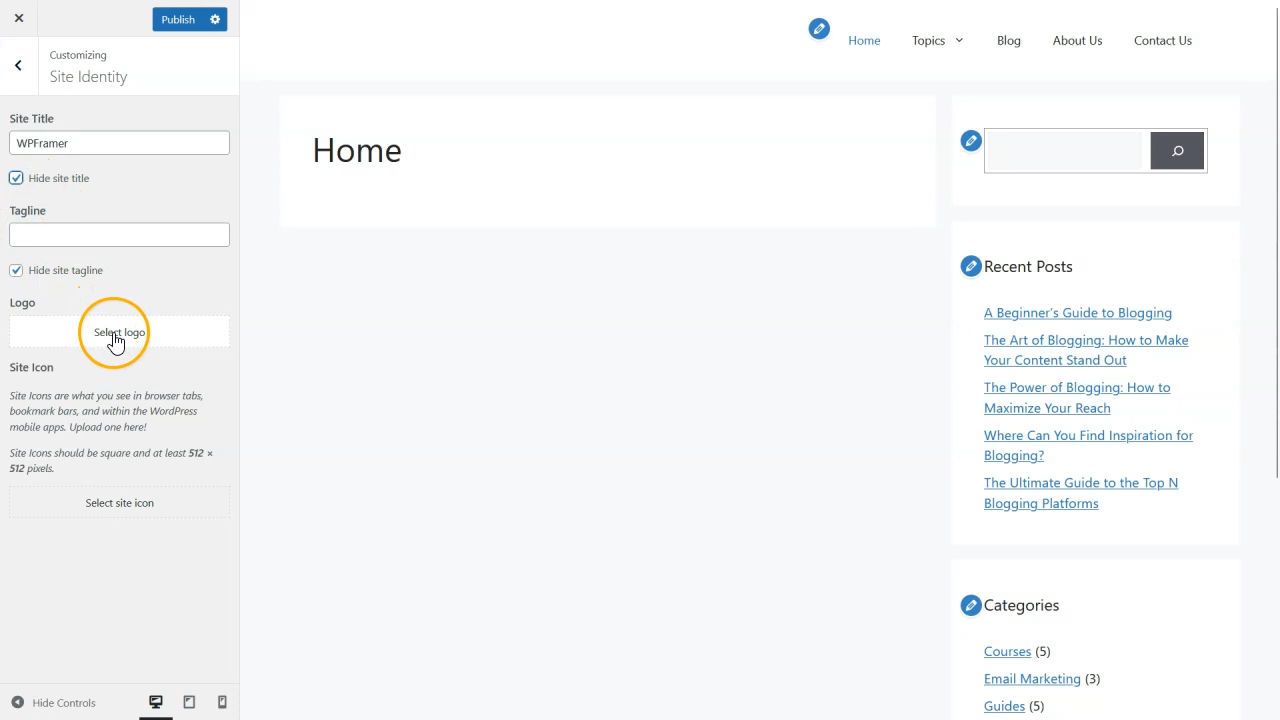 Publish
Customizing
Site Identity
Site Title
WPFramer
Hide site title
Tagline
Hide site tagline
Logo
Select logo
Site Icon
Site Icons are what you see in browser tabs,
bookmark bars, and within the WordPress
mobile apps. Upload one here!
Site Icons should be square and at least 512 ×
512 pixels.
Select site icon
Hide Controls
Home
Topics
Blog
About Us
Contact Us
Home
Recent Posts
A Beginner's Guide to Blogging
The Art of Blogging: How to Make
Your Content Stand Out
The Power of Blogging: How to
Maximize Your Reach
Where Can You Find Inspiration for
Blogging?
The Ultimate Guide to the Top N
Blogging Platforms
Categories
Courses (5)
Email Marketing (3)
Guides (5)